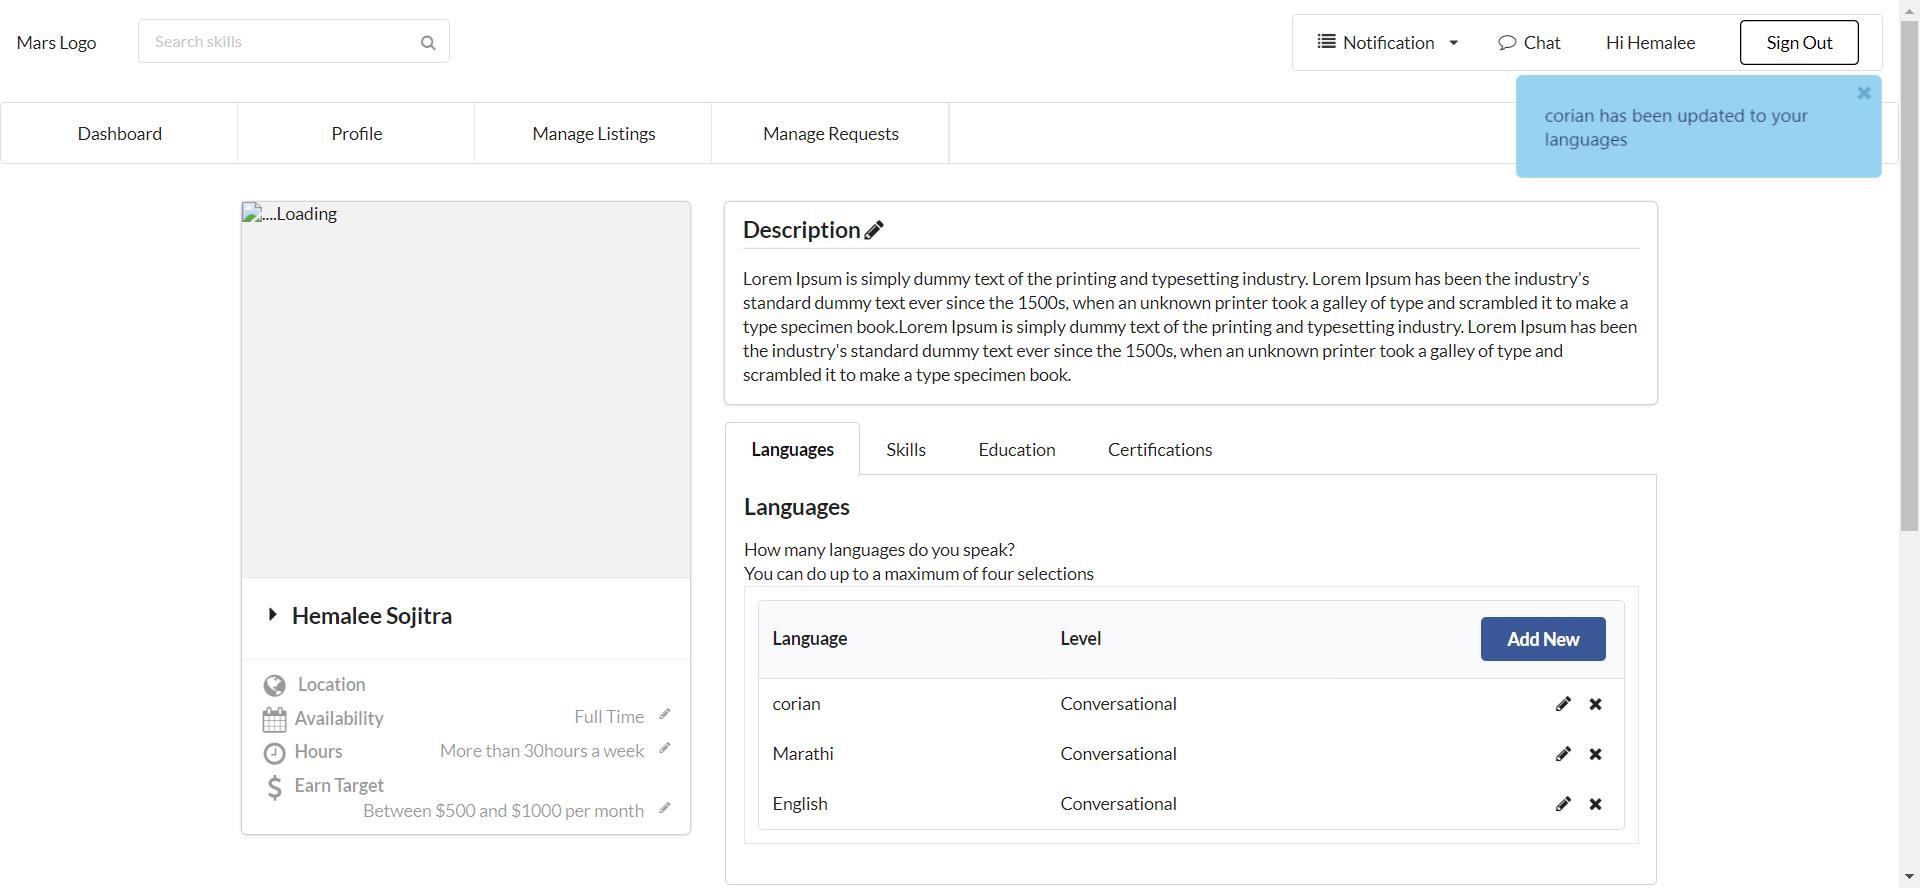 Mars Logo
Search skills
Notification
Chat
Hi Hemalee
Sign Out
corian has been updated to your
languages
Dashboard
Profile
Manage Listings
Manage Requests
....Loading
Hemalee Sojitra
Location
Availability
Full Time
Hours
More than 30hours a week
Earn Target
Between $500 and $1000 per month
Description
Lorem Ipsum is simply dummy text of the printing and typesetting industry. Lorem Ipsum has been the industry's
standard dummy text ever since the 1500s, when an unknown printer took a galley of type and scrambled it to make a
type specimen book.Lorem Ipsum is simply dummy text of the printing and typesetting industry. Lorem Ipsum has been
the industry's standard dummy text ever since the 1500s, when an unknown printer took a galley of type and
scrambled it to make a type specimen book.
Languages
Skills
Education
Certifications
Languages
How many languages do you speak?
You can do up to a maximum of four selections
Language
Level
Add New
corian
Conversational
Marathi
Conversational
English
Conversational